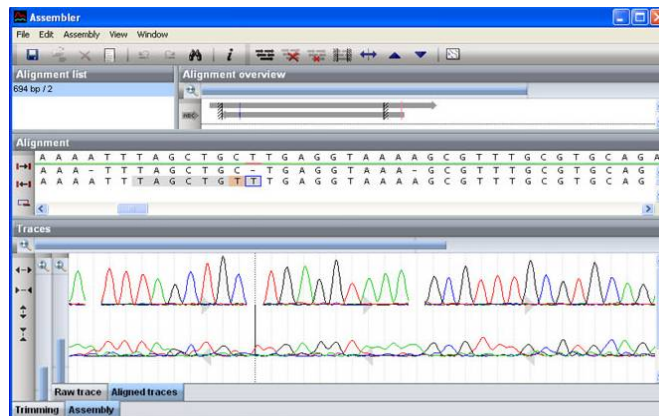 Assembler
File Edit Assembly View Window
Alignment list
Alignment overview
694 bp / 2
Alignment
A A A A T T T A G C T G C T T G A G G T A A A A G C G T T T G C G T G C A G A
A A A - T T T A G C T G C - T G A G G T A A A - G C G T T T G C G T G C A G
A A A A T T T A G C T G T T T G A G G T A A A A G C G T T T G C G T G C A G
Traces
Raw trace Aligned traces
Trimming Assembly